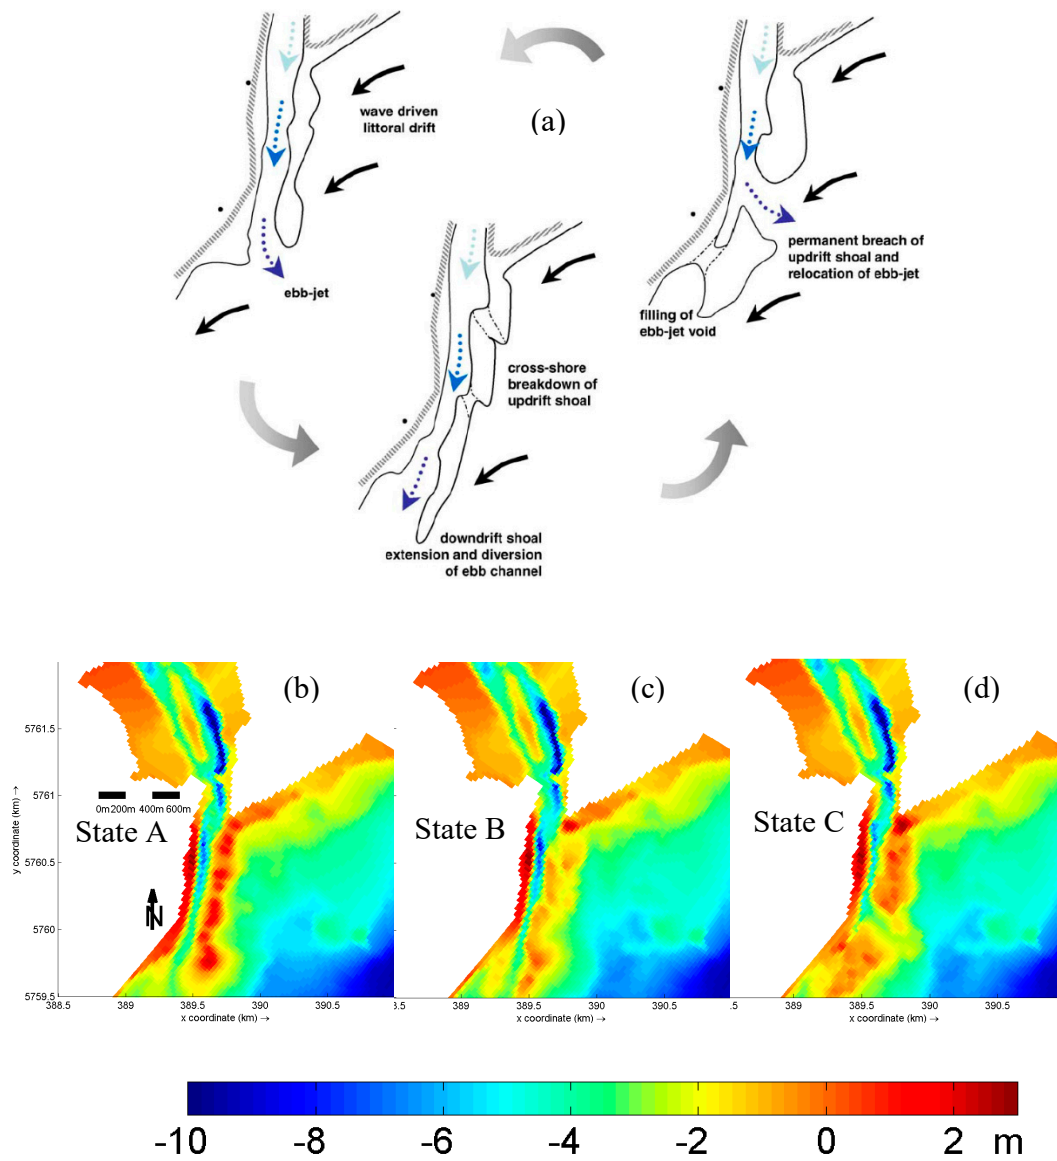 (a)
wave driven
littoral drift
ebb-jet
permanent breach of
updrift shoal and
relocation of ebb-jet
filling of
ebb-jet void
cross-shore
breakdown of
updrift shoal
downdrift shoal
extension and diversion
of ebb channel
(b)
(c)
(d)
5761.5
5761
5760.5
5760
5759.5
y coordinate (km) →
0m 200m 400m 600m
State A
State B
State C
N
388.5 389 389.5 390 390.5
x coordinate (km) →
.5 389 389.5 390 390.5
x coordinate (km) →
.5 389 389.5 390 390.5
x coordinate (km) →
-10 -8 -6 -4 -2 0 2 m